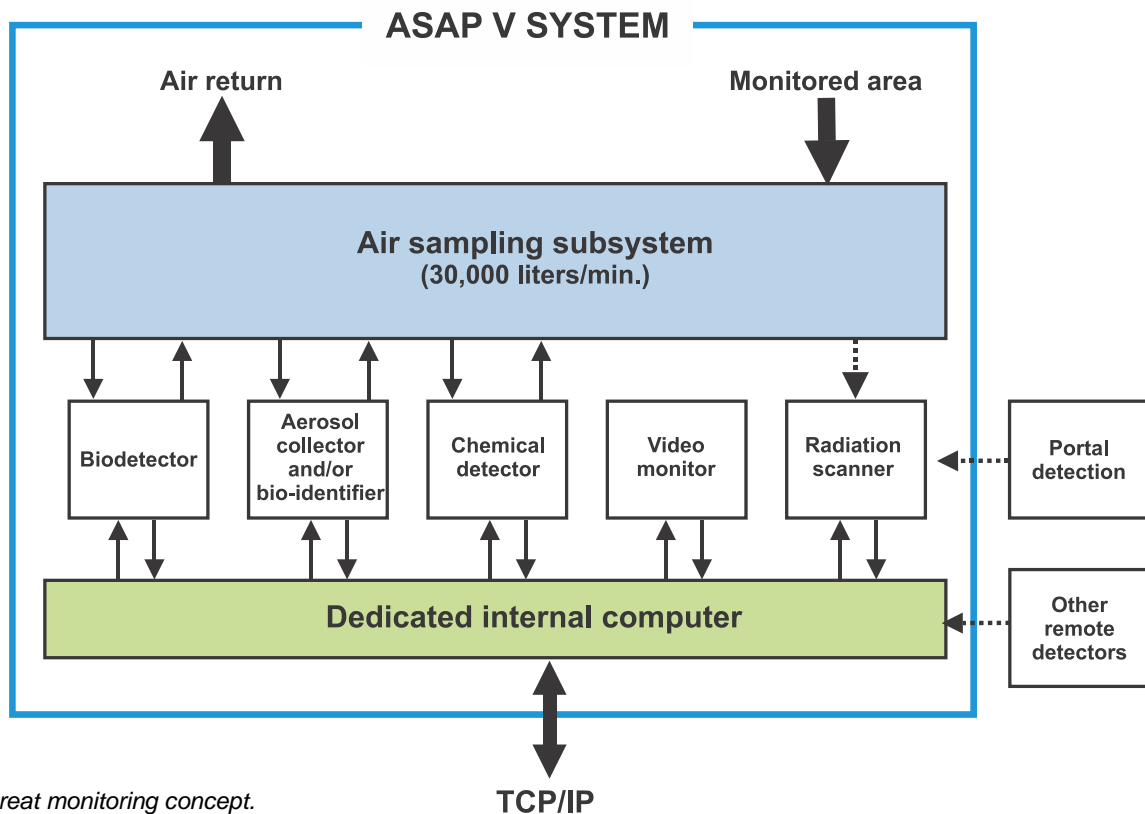 ASAP V SYSTEM
Air return
Monitored area
Air sampling subsystem
(30,000 liters/min.)
Biodetector
Aerosol
collector
and/or
bio-identifier
Chemical
detector
Video
monitor
Radiation
scanner
Portal
detection
Dedicated internal computer
Other
remote
detectors
reat monitoring concept.
TCP/IP